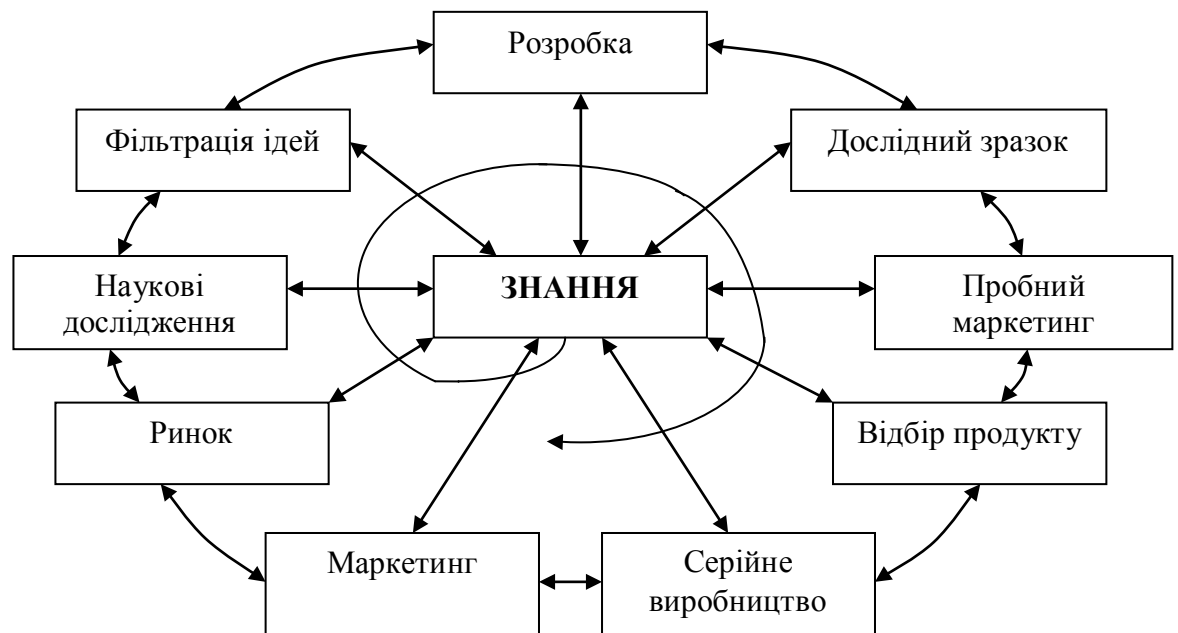 Розробка
Фільтрація ідей
Дослідний зразок
Наукові
дослідження
ЗНАННЯ
Пробний
маркетинг
Ринок
Відбір продукту
Маркетинг
Серійне
виробництво